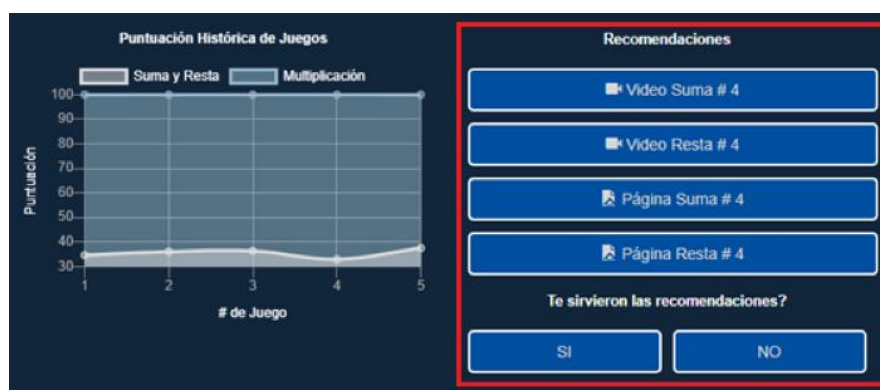 Puntuación Histórica de Juegos
Suma y Resta Multiplicación
100
90
80
70
60
50
40
30
Puntuación
1 2 3 4 5
# de Juego
Recomendaciones
Video Suma # 4
Video Resta # 4
Página Suma # 4
Página Resta # 4
Te sirvieron las recomendaciones?
SI NO